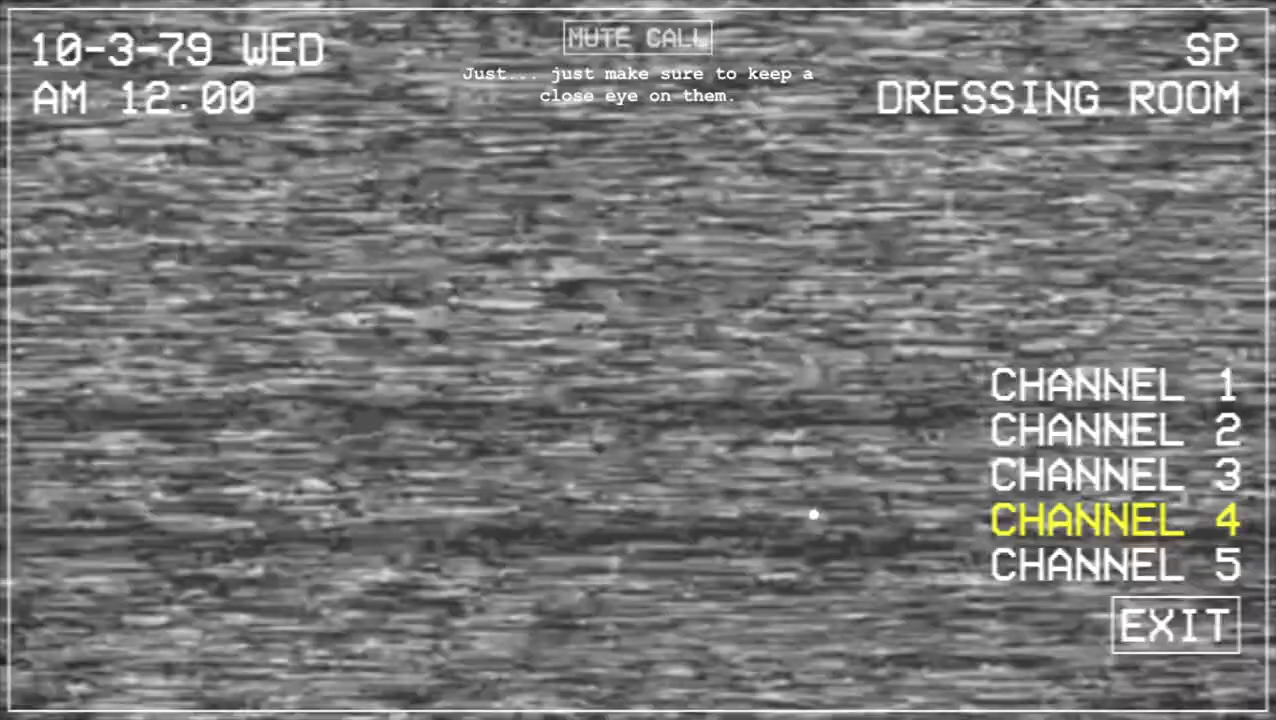 10-3-79 WED
AM 12:00
MUTE CALL
Just... just make sure to keep a
close eye on them.
SP
DRESSING ROOM
CHANNEL 1
CHANNEL 2
CHANNEL 3
CHANNEL 4
CHANNEL 5
EXIT